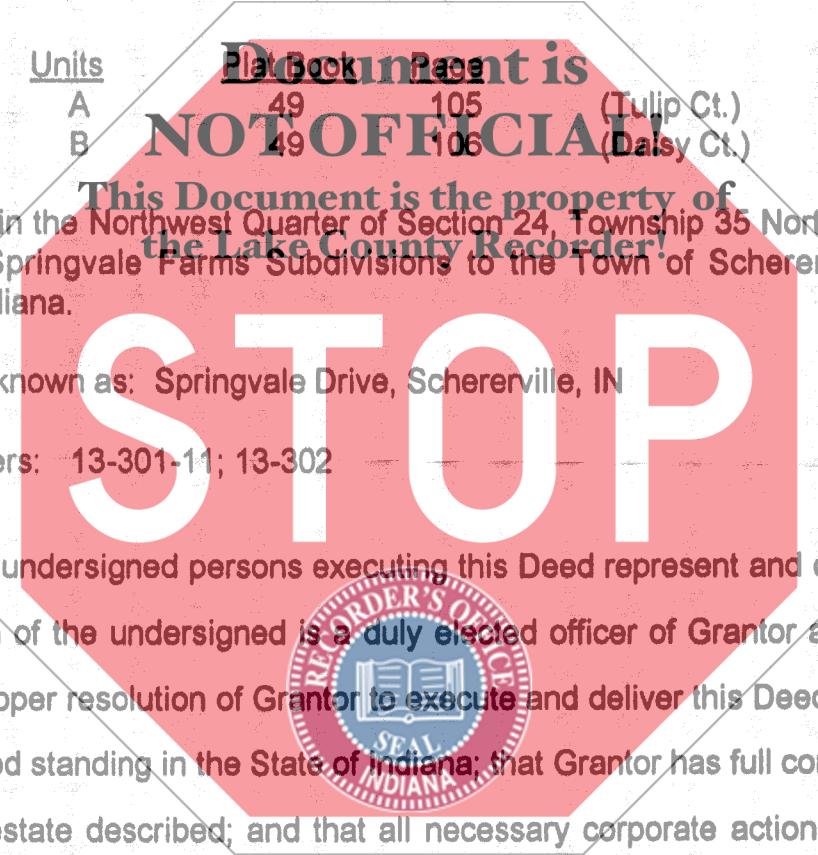 Units Plat Book Page
Document is
A 49 105 (Tulip Ct.)
NOT OFFICIAL!
B 49 106 (Daisy Ct.)
This Document is the property of
in the Northwest Quarter of Section 24, Township 35 Nor
the Lake County Recorder!
Springvale Farms Subdivisions to the Town of Scherer
diana.
STOP
known as: Springvale Drive, Schererville, IN
ers: 13-301-11; 13-302
undersigned persons executing this Deed represent and
of the undersigned is a duly elected officer of Grantor a
oper resolution of Grantor to execute and deliver this Deed
od standing in the State of Indiana; that Grantor has full co
estate described; and that all necessary corporate action
RECORDER'S OFFICE
SEAL
INDIANA